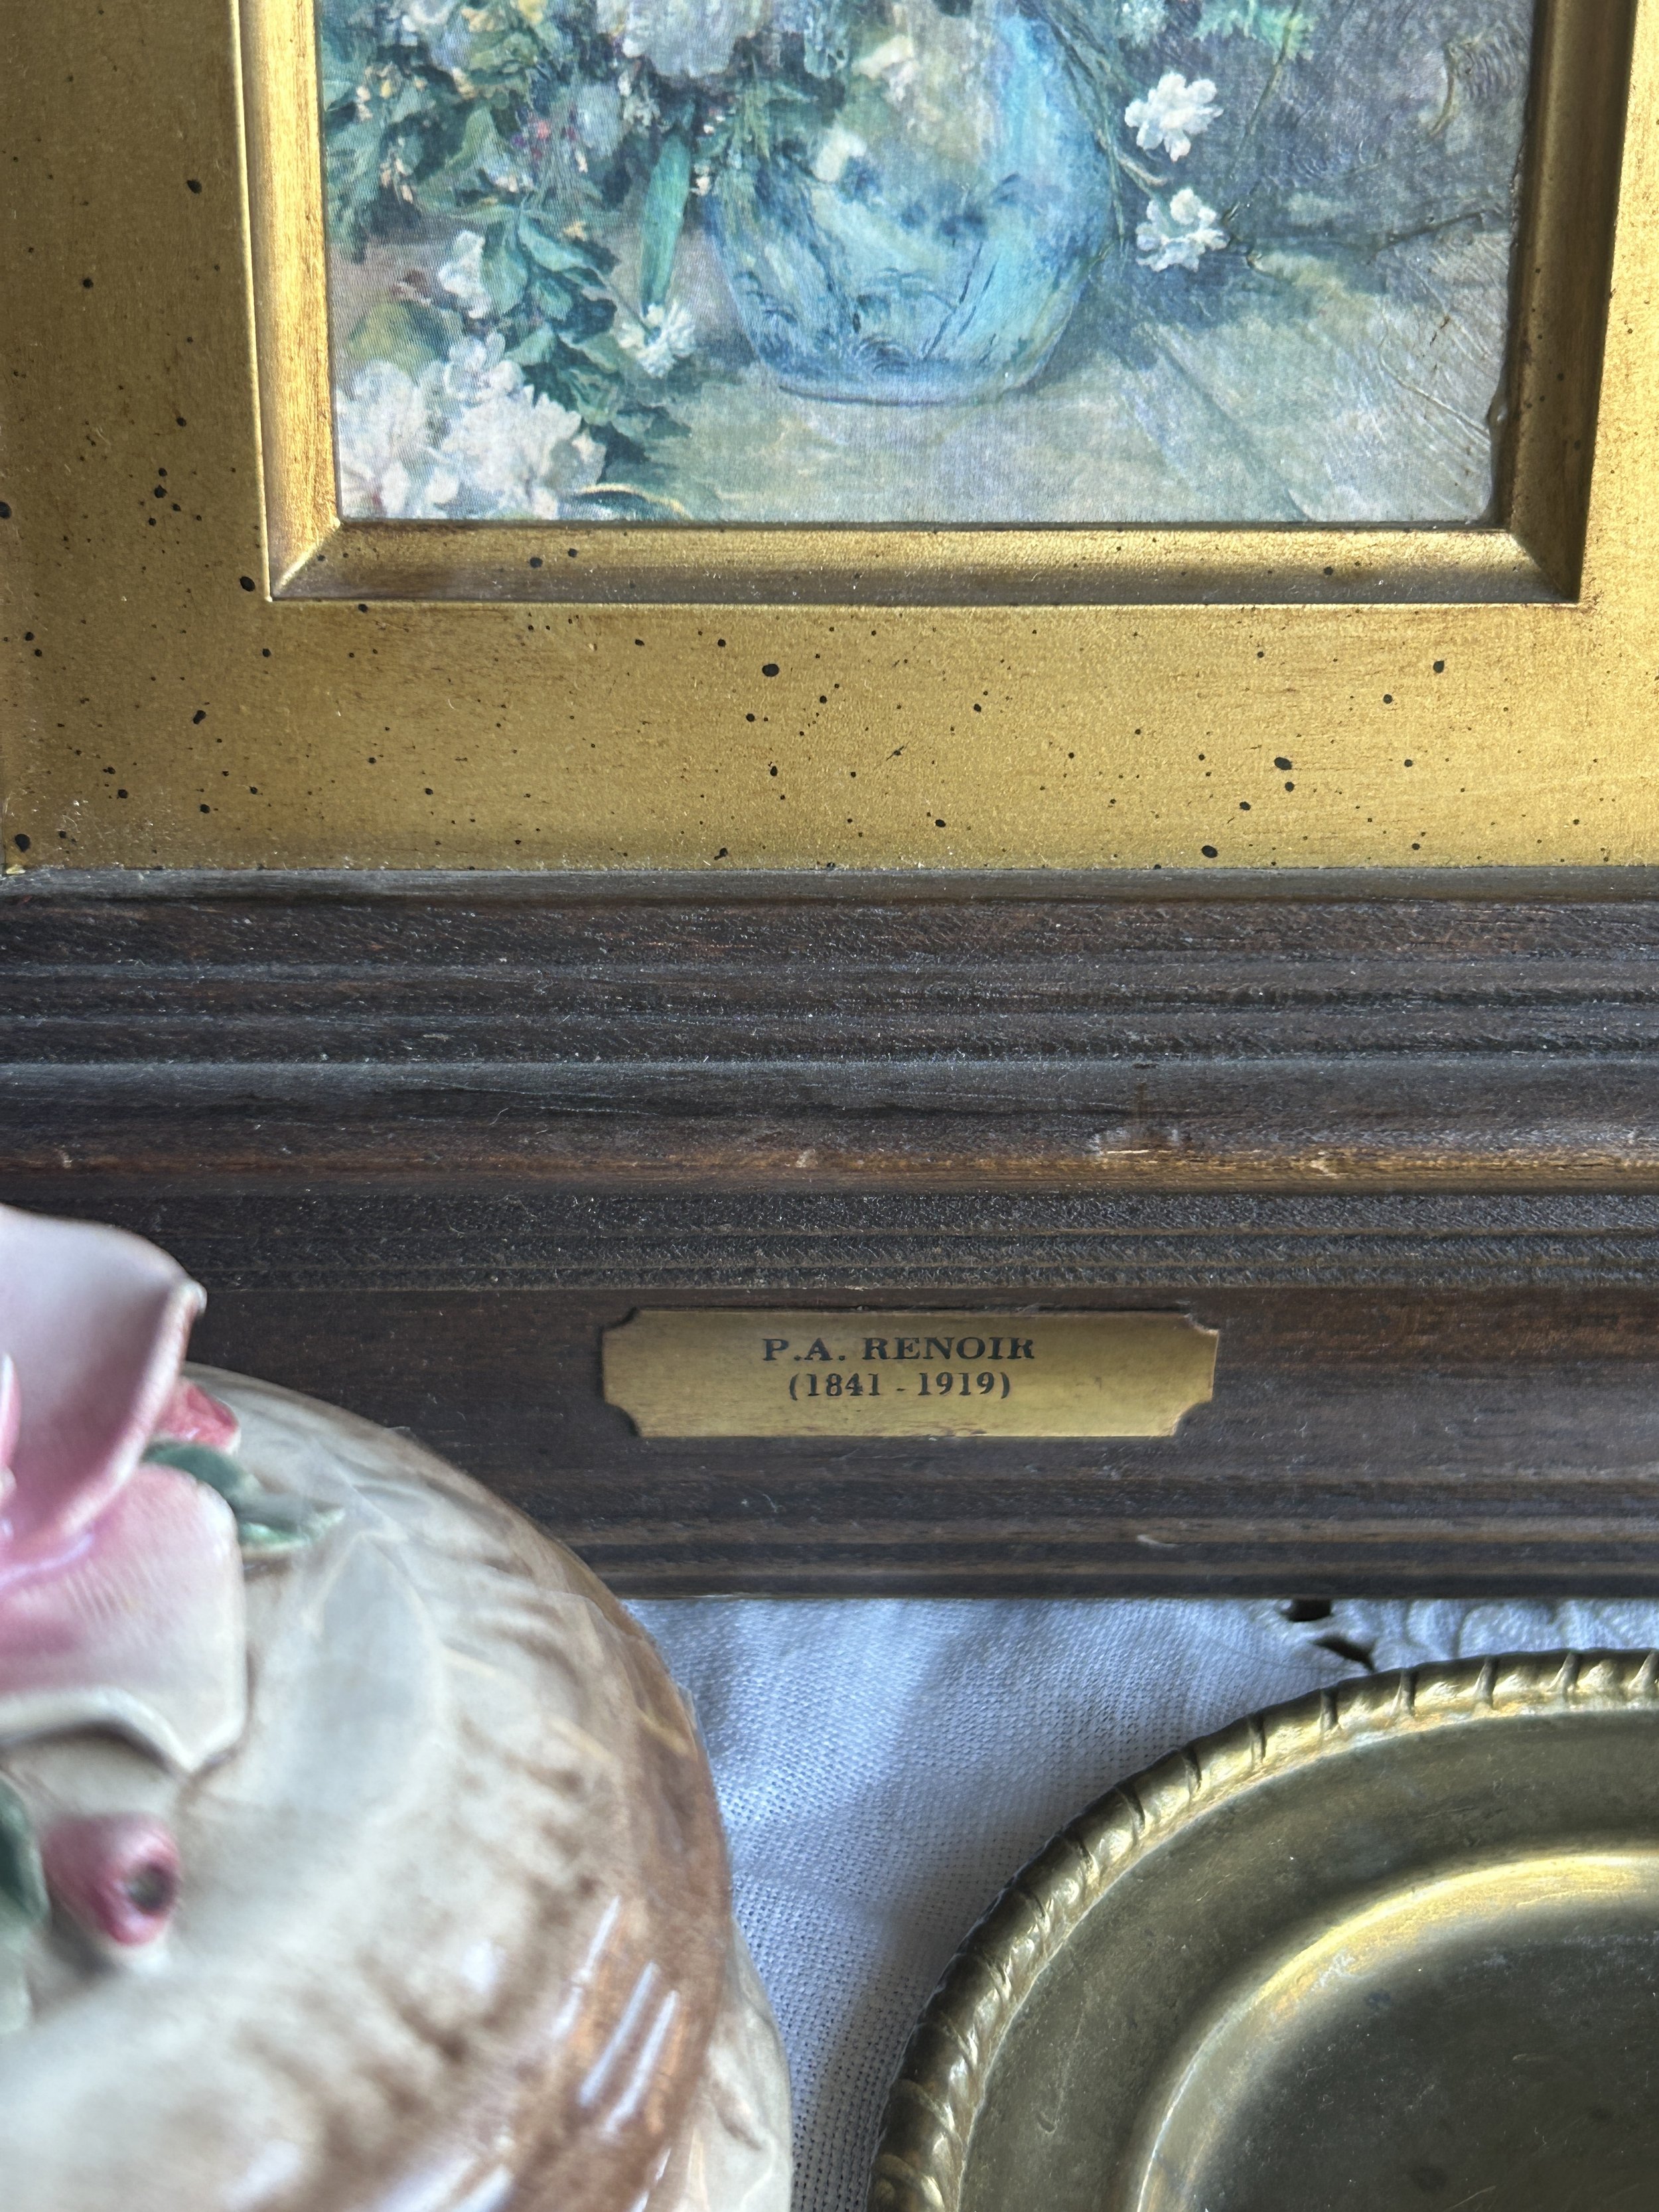 P.A. RENOIR
(1841 - 1919)